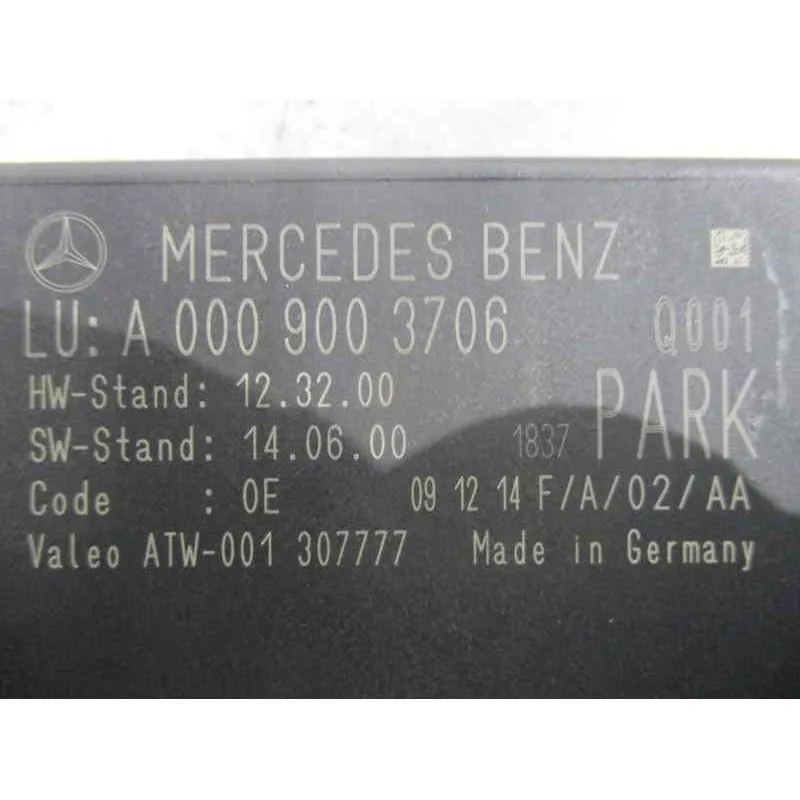 MERCEDES BENZ
LU: A 000 900 3706 Q001
HW-Stand: 12.32.00
PARK
SW-Stand: 14.06.00 1837
Code : 0E 09 12 14 F/A/02/AA
Valeo ATW-001 307777 Made in Germany